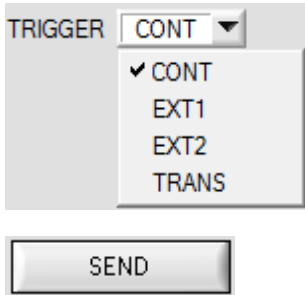 TRIGGER CONT
CONT
EXT1
EXT2
TRANS
SEND